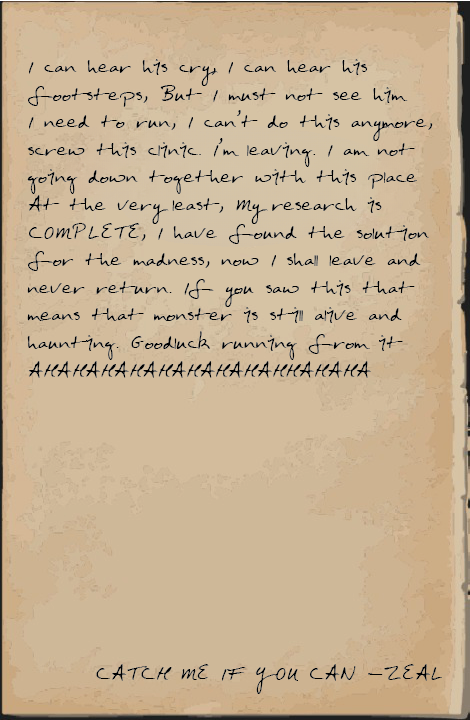 I can hear his cry, I can hear his
footsteps, But I must not see him
I need to run, I can't do this anymore,
screw this clinic. I'm leaving. I am not
going down together with this place
At the very least, My research is
COMPLETE, I have found the solution
for the madness, now I shall leave and
never return. If you saw this that
means that monster is still alive and
haunting. Goodluck running from it
AHAHAHAHAHAHAHAHAHAHHAHAHA
CATCH ME IF YOU CAN -ZEAL